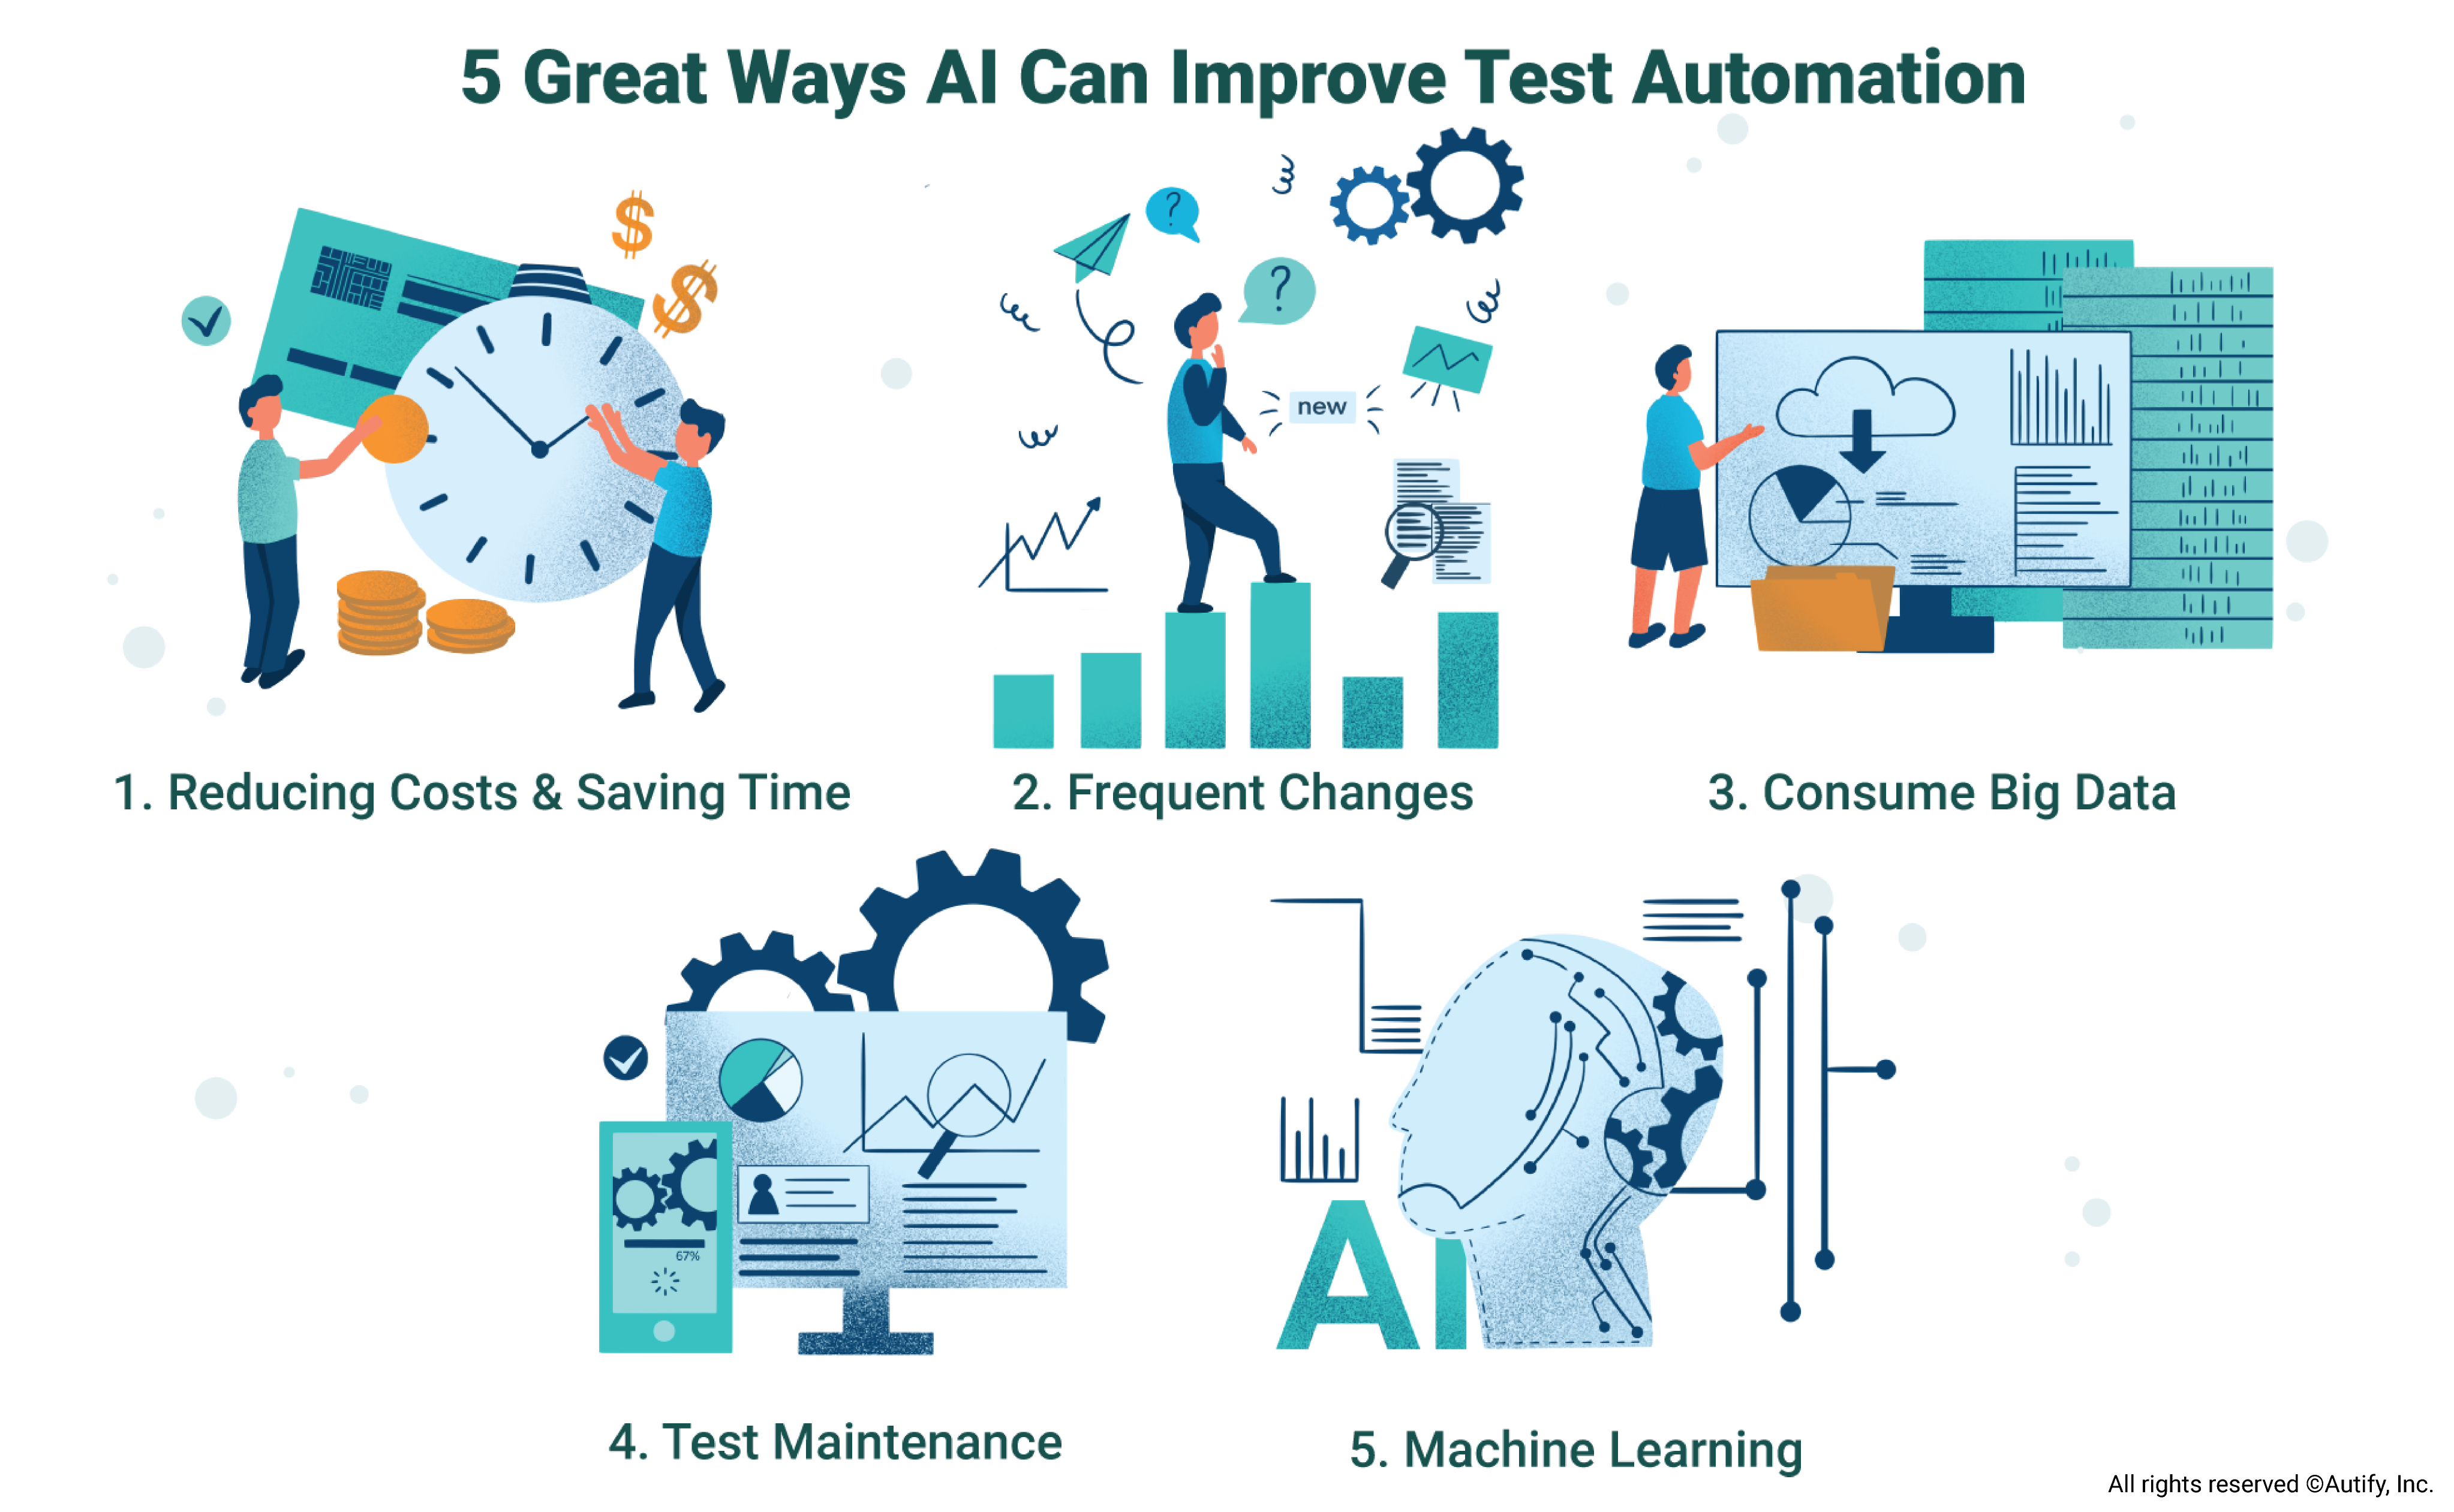 5 Great Ways AI Can Improve Test Automation
?
?
new
1. Reducing Costs & Saving Time
2. Frequent Changes
3. Consume Big Data
67%
AI
4. Test Maintenance
5. Machine Learning
All rights reserved ©Autify, Inc.